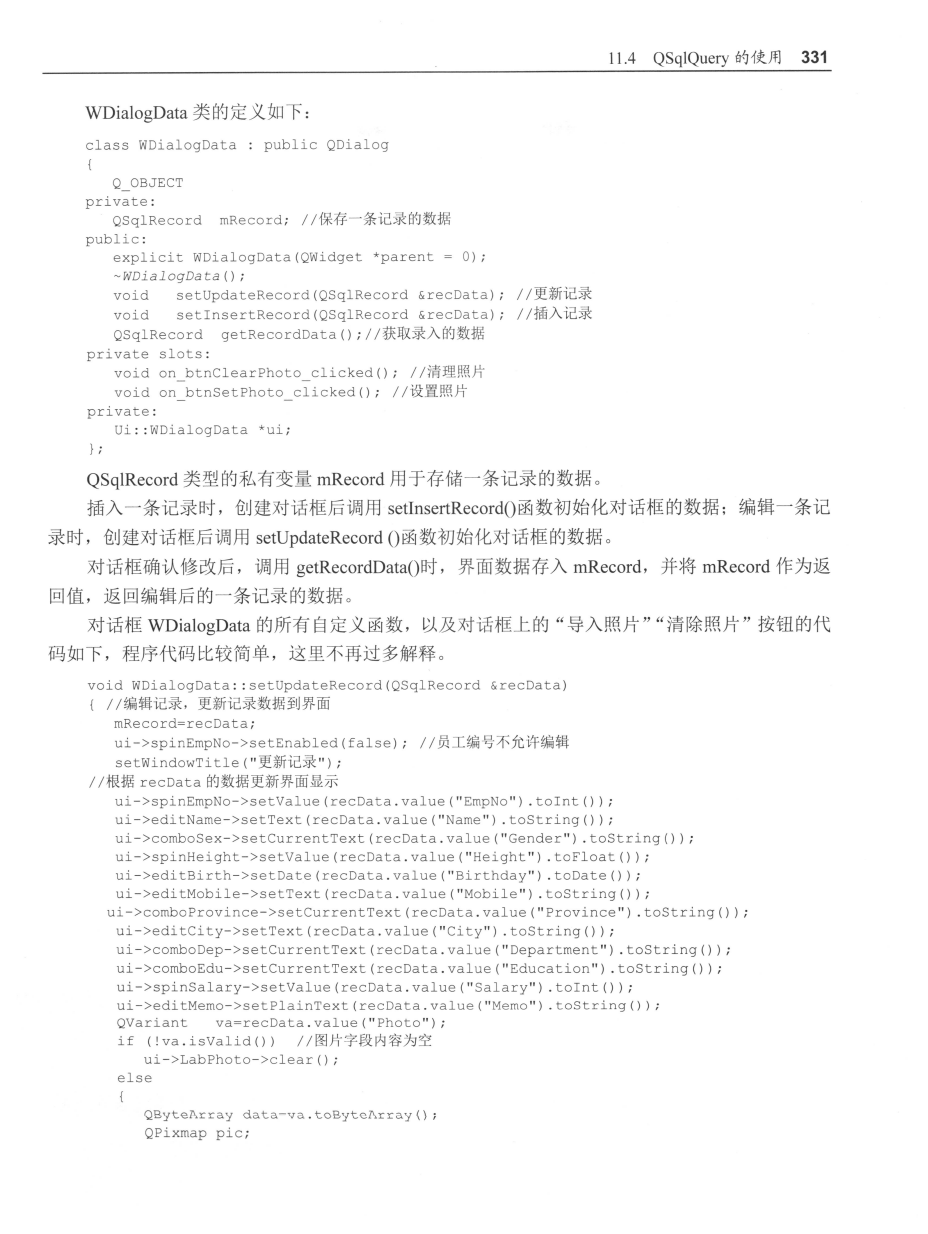 11.4 QSqlQuery 的使用 331
WDialogData 类的定义如下：
class WDialogData : public QDialog
{
Q_OBJECT
private:
QSqlRecord mRecord; //保存一条记录的数据
public:
explicit WDialogData(QWidget *parent = 0);
~WDialogData();
void setUpdateRecord(QSqlRecord &recData); //更新记录
void setInsertRecord(QSqlRecord &recData); //插入记录
QSqlRecord getRecordData();//获取录入的数据
private slots:
void on_btnClearPhoto_clicked(); //清理照片
void on_btnSetPhoto_clicked(); //设置照片
private:
Ui::WDialogData *ui;
};
QSqlRecord 类型的私有变量 mRecord 用于存储一条记录的数据。
插入一条记录时，创建对话框后调用 setInsertRecord()函数初始化对话框的数据；编辑一条记
录时，创建对话框后调用 setUpdateRecord ()函数初始化对话框的数据。
对话框确认修改后，调用 getRecordData()时，界面数据存入 mRecord，并将 mRecord 作为返
回值，返回编辑后的一条记录的数据。
对话框 WDialogData 的所有自定义函数，以及对话框上的“导入照片”“清除照片”按钮的代
码如下，程序代码比较简单，这里不再过多解释。
void WDialogData::setUpdateRecord(QSqlRecord &recData)
{ //编辑记录，更新记录数据到界面
mRecord=recData;
ui->spinEmpNo->setEnabled(false); //员工编号不允许编辑
setWindowTitle("更新记录");
//根据 recData 的数据更新界面显示
ui->spinEmpNo->setValue(recData.value("EmpNo").toInt());
ui->editName->setText(recData.value("Name").toString());
ui->comboSex->setCurrentText(recData.value("Gender").toString());
ui->spinHeight->setValue(recData.value("Height").toFloat());
ui->editBirth->setDate(recData.value("Birthday").toDate());
ui->editMobile->setText(recData.value("Mobile").toString());
ui->comboProvince->setCurrentText(recData.value("Province").toString());
ui->editCity->setText(recData.value("City").toString());
ui->comboDep->setCurrentText(recData.value("Department").toString());
ui->comboEdu->setCurrentText(recData.value("Education").toString());
ui->spinSalary->setValue(recData.value("Salary").toInt());
ui->editMemo->setPlainText(recData.value("Memo").toString());
QVariant va=recData.value("Photo");
if (!va.isValid()) //图片字段内容为空
ui->LabPhoto->clear();
else
{
QByteArray data=va.toByteArray();
QPixmap pic;